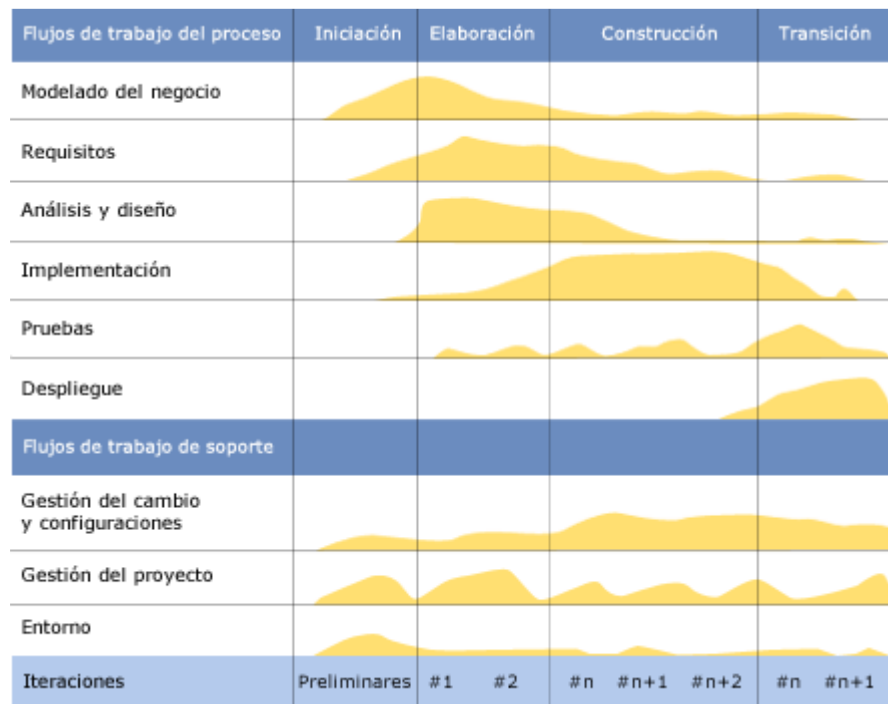 Flujos de trabajo del proceso Iniciación Elaboración Construcción Transición
Modelado del negocio
Requisitos
Análisis y diseño
Implementación
Pruebas
Despliegue
Flujos de trabajo de soporte
Gestión del cambio
y configuraciones
Gestión del proyecto
Entorno
Iteraciones Preliminares #1 #2 #n #n+1 #n+2 #n #n+1